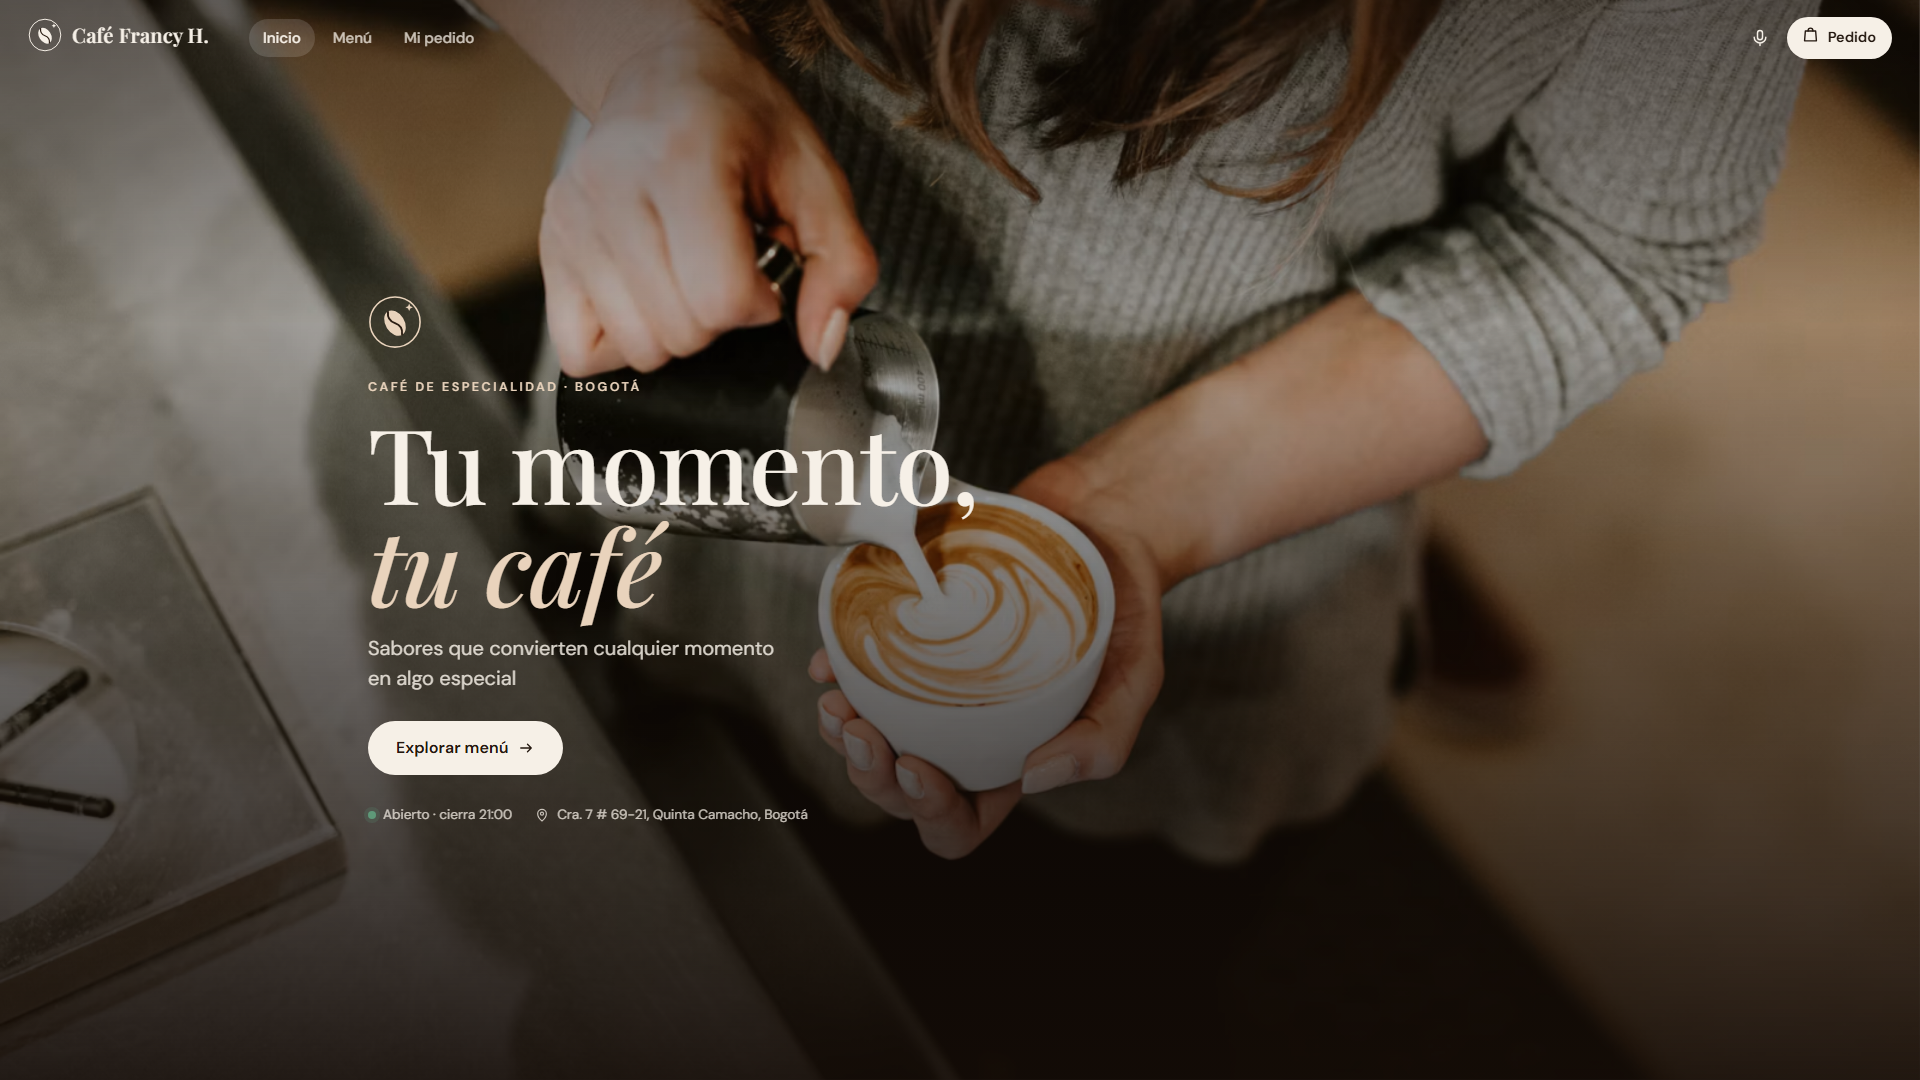 Café Francy H.
Inicio
Menú
Mi pedido
Pedido
CAFÉ DE ESPECIALIDAD · BOGOTÁ
Tu momento,
tu café
Sabores que convierten cualquier momento
en algo especial
Explorar menú →
Abierto · cierra 21:00
Cra. 7 # 69-21, Quinta Camacho, Bogotá